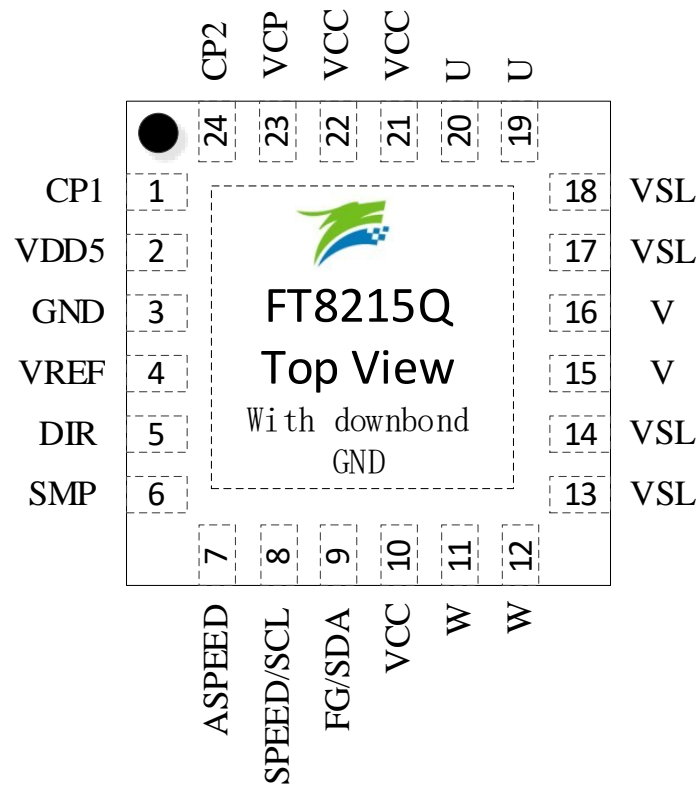 CP2 VCP VCC VCC U U
24 23 22 21 20 19
CP1 1 18 VSL
VDD5 2 17 VSL
GND 3 16 V
VREF 4 15 V
DIR 5 14 VSL
SMP 6 13 VSL
FT8215Q
Top View
With downbond
GND
7 8 9 10 11 12
ASPEED SPEED/SCL FG/SDA VCC W W